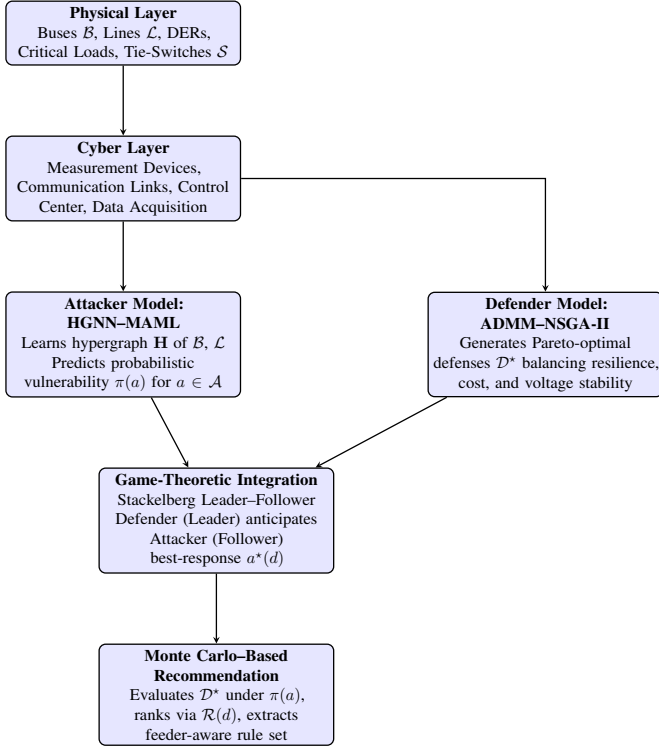 Physical Layer
Buses ℬ, Lines ℒ, DERs,
Critical Loads, Tie-Switches 𝒮
Cyber Layer
Measurement Devices,
Communication Links, Control
Center, Data Acquisition
Attacker Model:
HGNN–MAML
Learns hypergraph 𝐇 of ℬ, ℒ
Predicts probabilistic
vulnerability π(a) for a ∈ 𝒜
Defender Model:
ADMM–NSGA-II
Generates Pareto-optimal
defenses 𝒟⋆ balancing resilience,
cost, and voltage stability
Game-Theoretic Integration
Stackelberg Leader–Follower
Defender (Leader) anticipates
Attacker (Follower)
best-response a⋆(d)
Monte Carlo–Based
Recommendation
Evaluates 𝒟⋆ under π(a),
ranks via ℛ(d), extracts
feeder-aware rule set